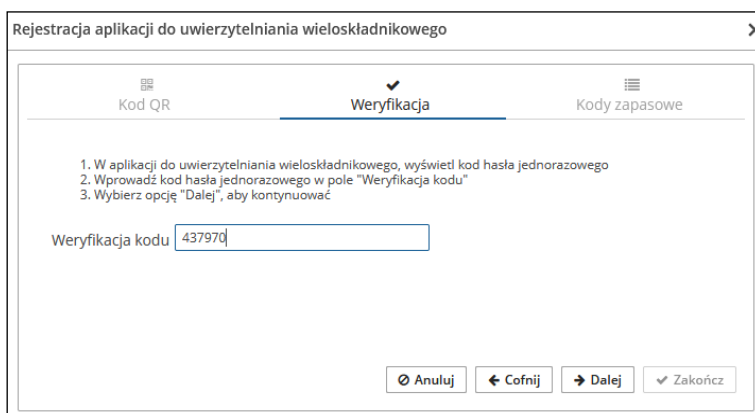 Rejestracja aplikacji do uwierzytelniania wieloskładnikowego
Kod QR
Weryfikacja
Kody zapasowe
1. W aplikacji do uwierzytelniania wieloskładnikowego, wyświetl kod hasła jednorazowego
2. Wprowadź kod hasła jednorazowego w pole "Weryfikacja kodu"
3. Wybierz opcję "Dalej", aby kontynuować
Weryfikacja kodu 437970
Anuluj Cofnij Dalej Zakończ